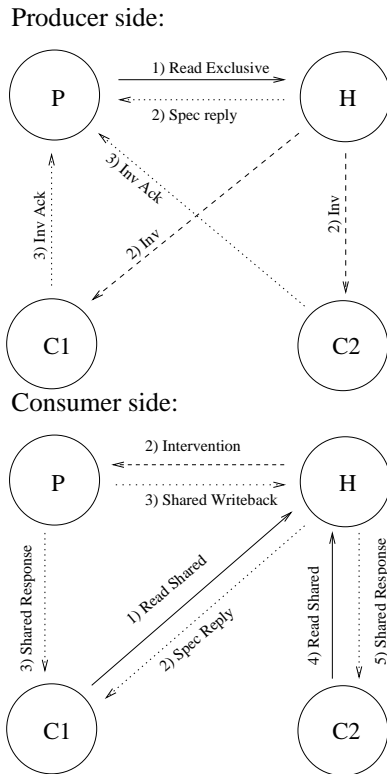 Producer side:
1) Read Exclusive
P
H
2) Spec reply
3) Inv Ack
3) Inv Ack
2) Inv
2) Inv
C1
C2
Consumer side:
2) Intervention
P
H
3) Shared Writeback
3) Shared Response
1) Read Shared
2) Spec Reply
4) Read Shared
5) Shared Response
C1
C2